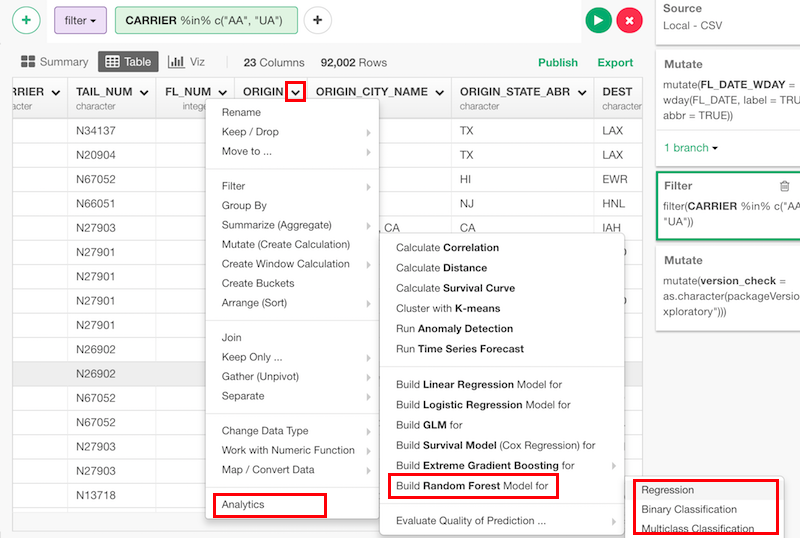 + filter CARRIER %in% c("AA", "UA") +
Summary Table Viz 23 Columns 92,002 Rows Publish Export
RRIER TAIL_NUM FL_NUM ORIGIN ORIGIN_CITY_NAME ORIGIN_STATE_ABR DEST
acter character intege character character
N34137 TX LAX
N20904 TX LAX
N67052 HI EWR
N66051 NJ HNL
N27903 , CA CA IAH
N27901
N27901
N27901
N27901
N26902
N26902
N67052
N67052
N27903
N27903
N13718
Rename
Keep / Drop
Move to ...
Filter
Group By
Summarize (Aggregate)
Mutate (Create Calculation)
Create Window Calculation
Create Buckets
Arrange (Sort)
Join
Keep Only ...
Gather (Unpivot)
Separate
Change Data Type
Work with Numeric Function
Map / Convert Data
Analytics
Calculate Correlation
Calculate Distance
Calculate Survival Curve
Cluster with K-means
Run Anomaly Detection
Run Time Series Forecast
Build Linear Regression Model for
Build Logistic Regression Model for
Build GLM for
Build Survival Model (Cox Regression) for
Build Extreme Gradient Boosting for
Build Random Forest Model for
Evaluate Quality of Prediction ...
Regression
Binary Classification
Multiclass Classification
Source
Local - CSV
Mutate
mutate(FL_DATE_WDAY =
wday(FL_DATE, label = TRU
abbr = TRUE))
1 branch
Filter
filter(CARRIER %in% c("AA
"UA"))
Mutate
mutate(version_check =
as.character(packageVersio
xploratory")))